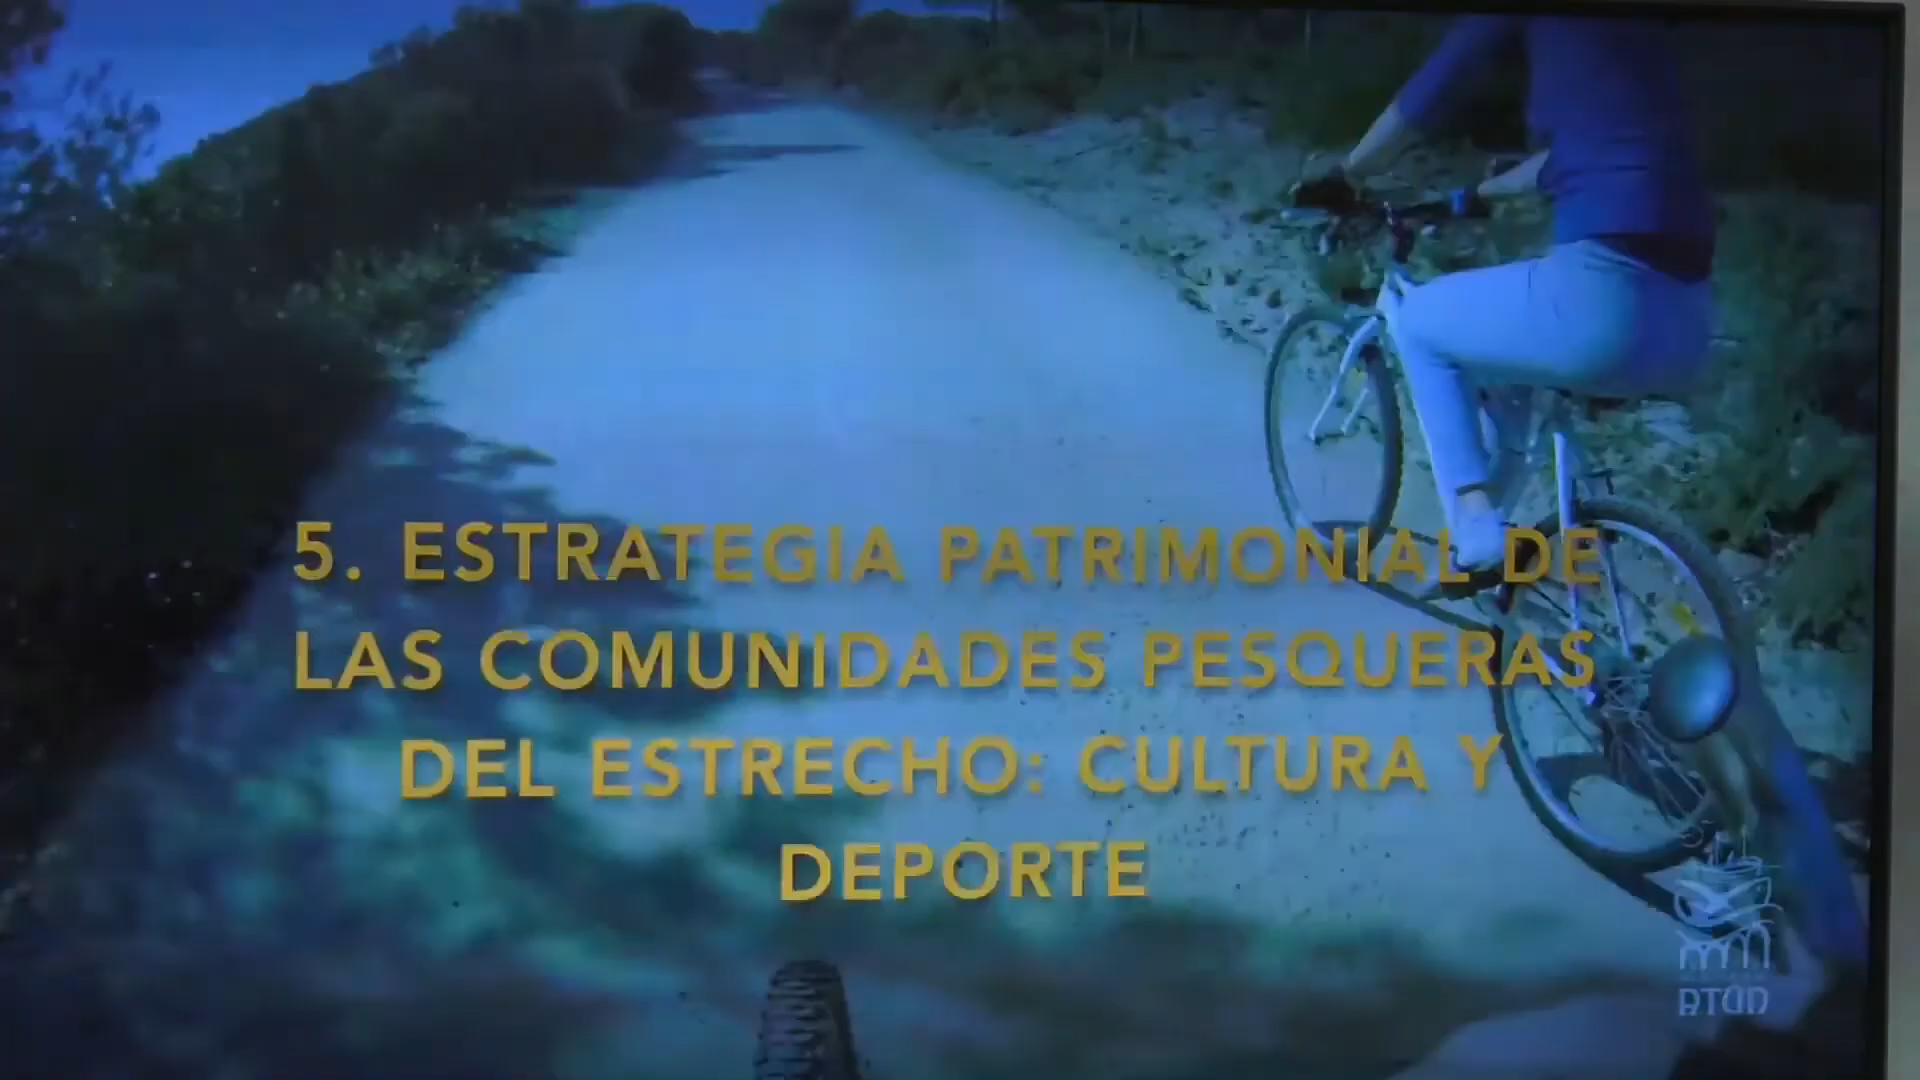 5. ESTRATEGIA PATRIMONIAL DE
LAS COMUNIDADES PESQUERAS
DEL ESTRECHO: CULTURA Y
DEPORTE